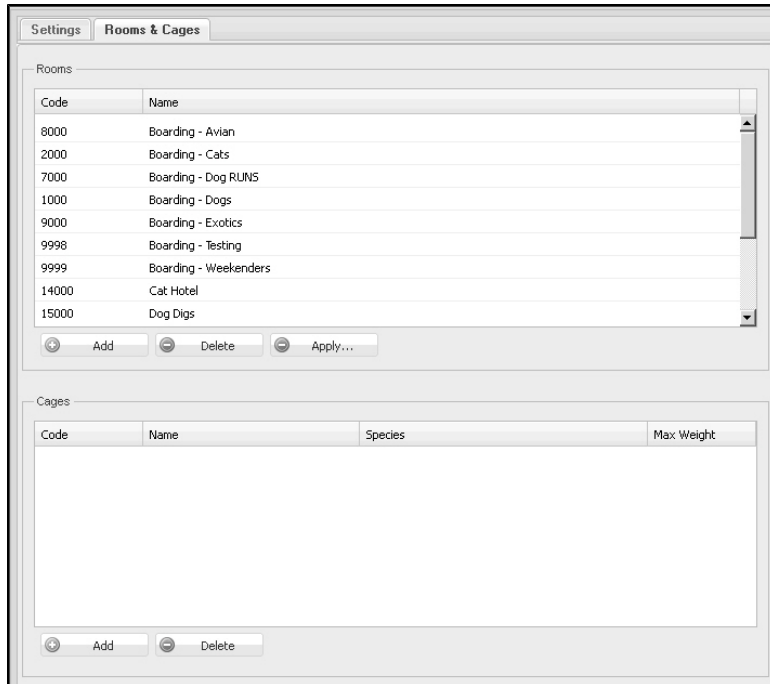 Settings Rooms & Cages
Rooms
Code Name
8000 Boarding - Avian
2000 Boarding - Cats
7000 Boarding - Dog RUNS
1000 Boarding - Dogs
9000 Boarding - Exotics
9998 Boarding - Testing
9999 Boarding - Weekenders
14000 Cat Hotel
15000 Dog Digs
Add Delete Apply...
Cages
Code Name Species Max Weight
Add Delete